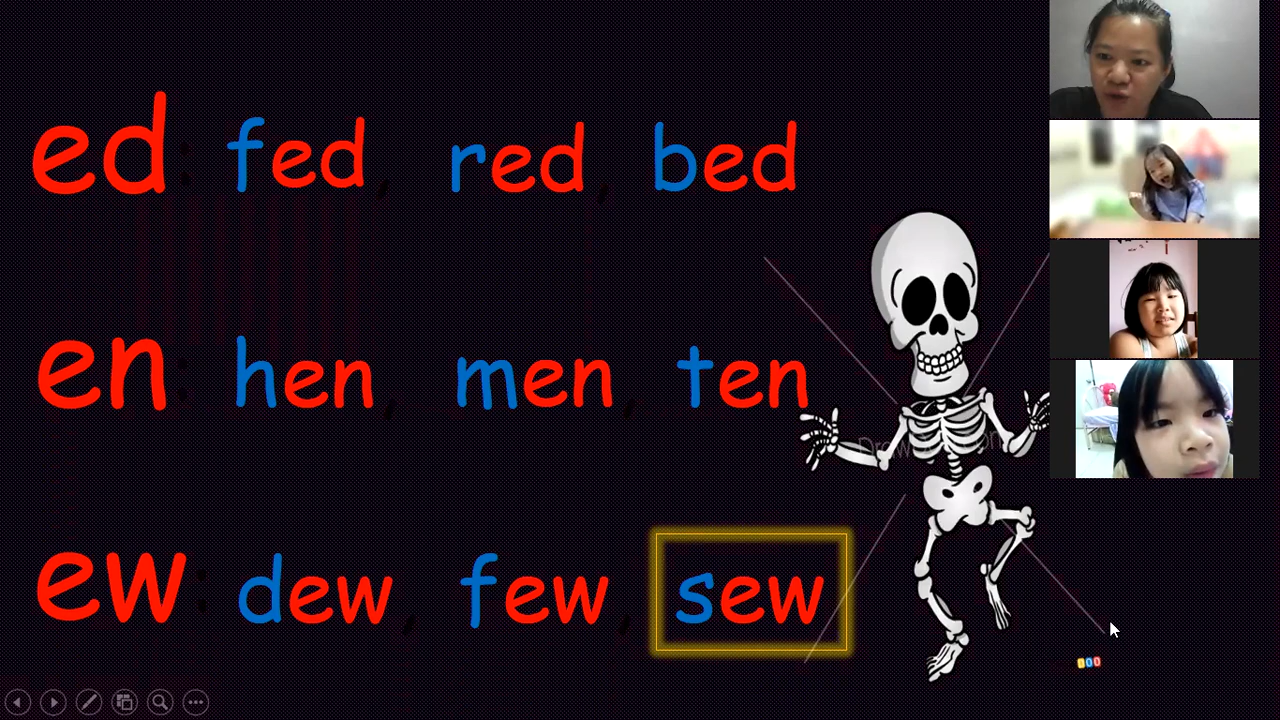 ed: fed, red, bed
en: hen, men, ten
ew: dew, few, sew